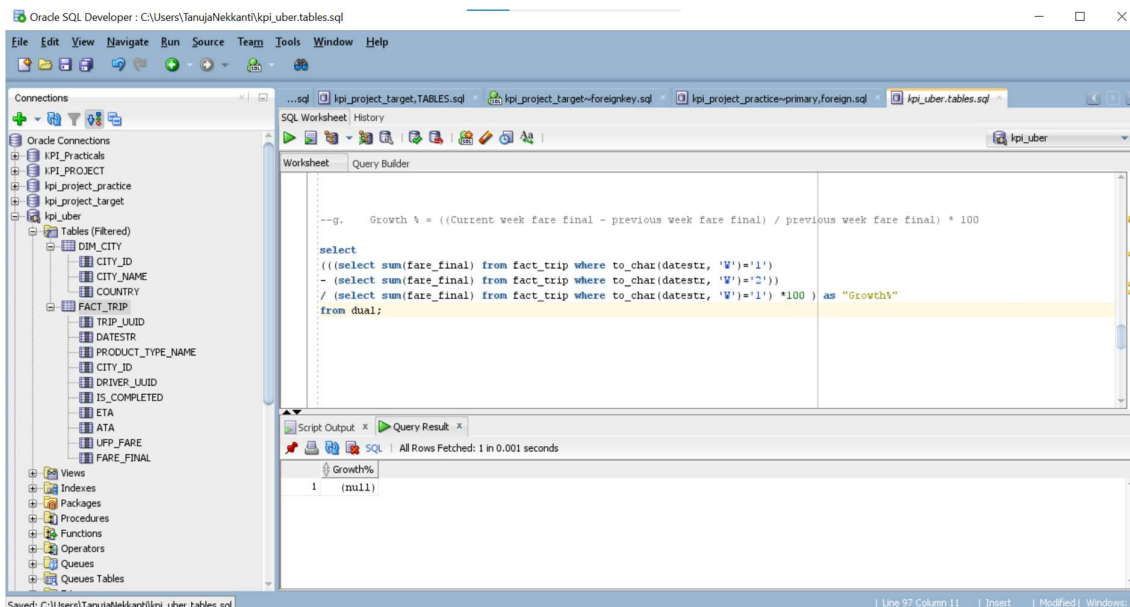 Oracle SQL Developer : C:\Users\TanujaNekkanti\kpi_uber.tables.sql
File Edit View Navigate Run Source Team Tools Window Help
Connections
Oracle Connections
KPI_Practicals
KPI_PROJECT
kpi_project_practice
kpi_project_target
kpi_uber
Tables (Filtered)
DIM_CITY
CITY_ID
CITY_NAME
COUNTRY
FACT_TRIP
TRIP_UUID
DATESTR
PRODUCT_TYPE_NAME
CITY_ID
DRIVER_UUID
IS_COMPLETED
ETA
ATA
UFP_FARE
FARE_FINAL
Views
Indexes
Packages
Procedures
Functions
Operators
Queues
Queues Tables
...sql kpi_project_target,TABLES.sql kpi_project_target~foreignkey.sql kpi_project_practice~primary,foreign.sql kpi_uber.tables.sql
SQL Worksheet History
kpi_uber
Worksheet Query Builder
--g. Growth % = ((Current week fare final - previous week fare final) / previous week fare final) * 100
select
(((select sum(fare_final) from fact_trip where to_char(datestr, 'W')='1')
- (select sum(fare_final) from fact_trip where to_char(datestr, 'W')='2'))
/ (select sum(fare_final) from fact_trip where to_char(datestr, 'W')='1') *100 ) as "Growth%"
from dual;
Script Output x Query Result x
SQL | All Rows Fetched: 1 in 0.001 seconds
Growth%
1 (null)
Saved: C:\Users\TanujaNekkanti\kpi_uber.tables.sql
| Line 97 Column 11 | Insert | Modified | Windows: